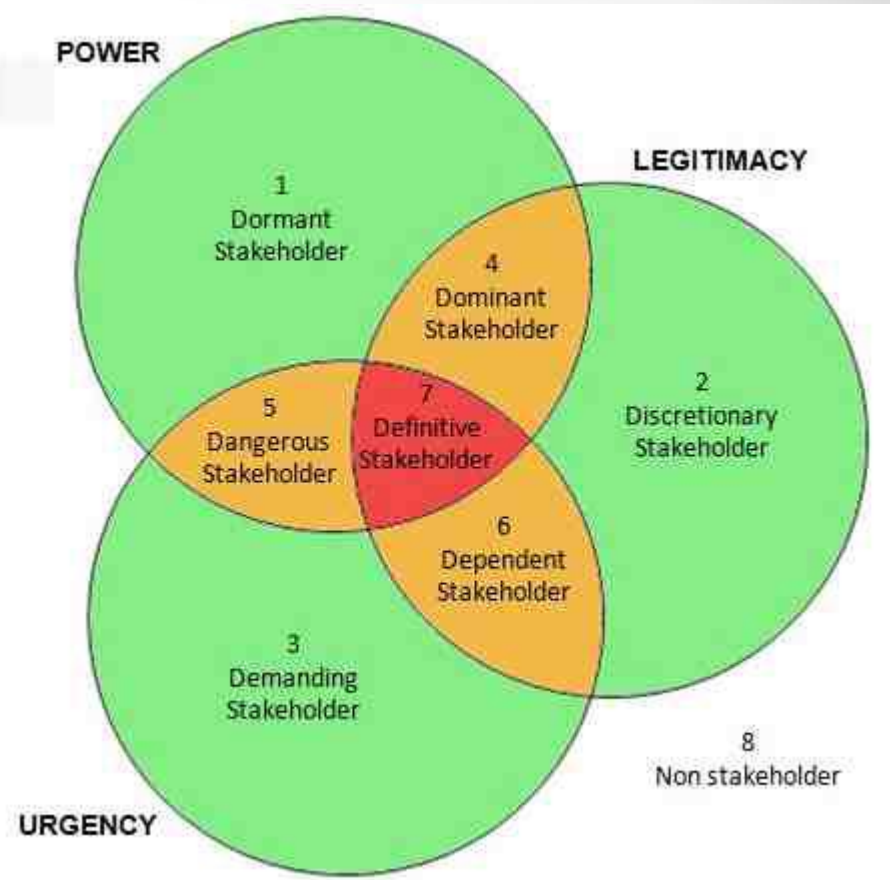 POWER
LEGITIMACY
1
Dormant
Stakeholder
4
Dominant
Stakeholder
2
Discretionary
Stakeholder
5
Dangerous
Stakeholder
7
Definitive
Stakeholder
6
Dependent
Stakeholder
3
Demanding
Stakeholder
8
Non stakeholder
URGENCY